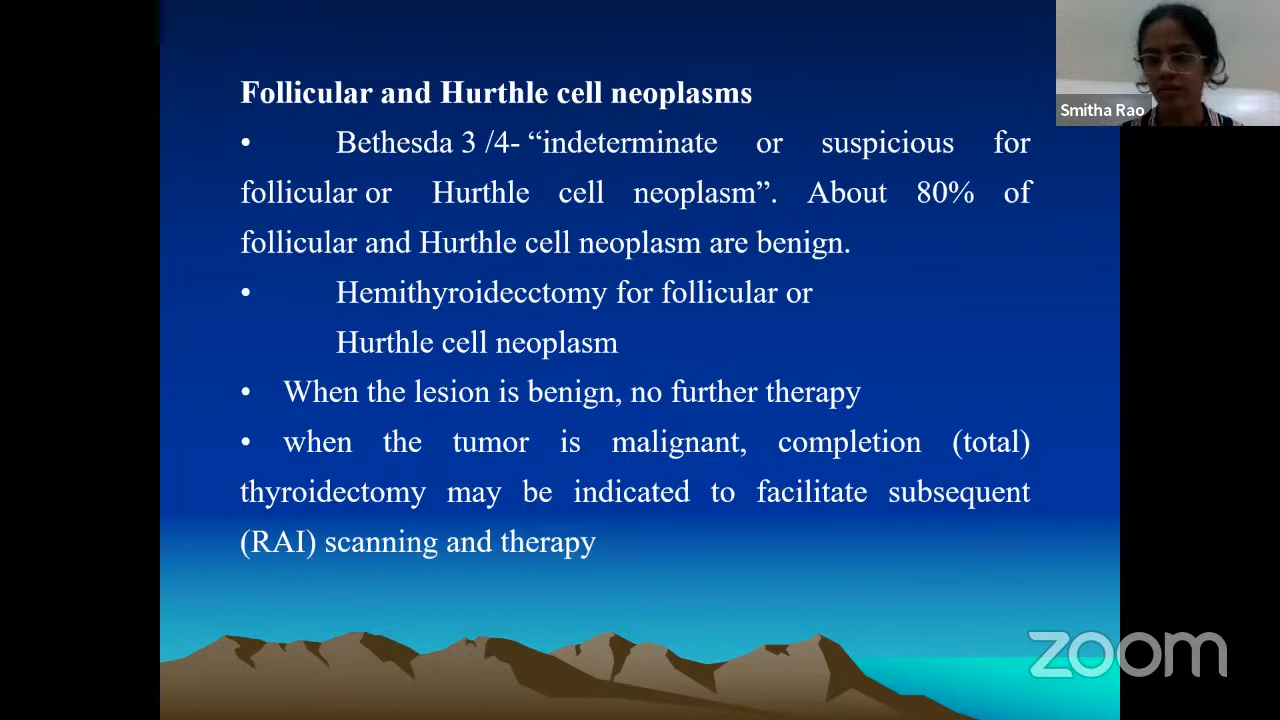 Follicular and Hurthle cell neoplasms
• Bethesda 3 /4- “indeterminate or suspicious for
follicular or Hurthle cell neoplasm”. About 80% of
follicular and Hurthle cell neoplasm are benign.
• Hemithyroidecctomy for follicular or
Hurthle cell neoplasm
• When the lesion is benign, no further therapy
• when the tumor is malignant, completion (total)
thyroidectomy may be indicated to facilitate subsequent
(RAI) scanning and therapy
Smitha Rao
zoom